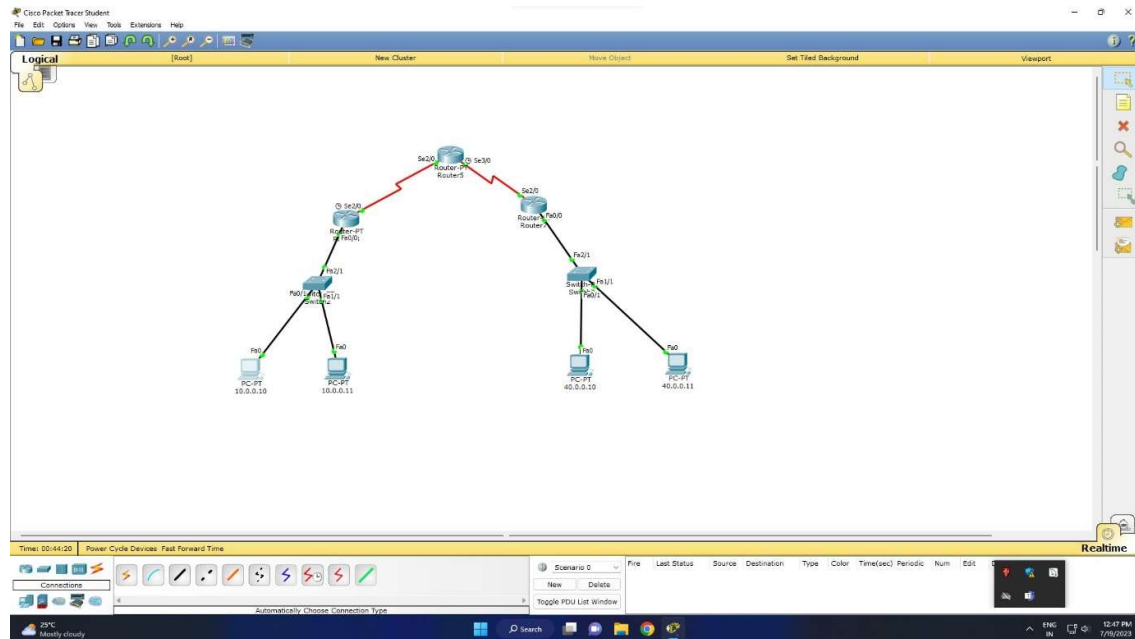 Cisco Packet Tracer Student
File Edit Options View Tools Extensions Help
Logical [Root] New Cluster Move Object Set Tiled Background Viewport
Se2/0 Se3/0
Router-PT
Router5
Se2/0
Se2/0
Fa0/0
Router-PT
Fa0/0
Fa2/1
Fa2/1
Fa0/1 Fa1/1
Fa1/1
Fa0/1
Fa0 Fa0 Fa0 Fa0
PC-PT
10.0.0.10
PC-PT
10.0.0.11
PC-PT
40.0.0.10
PC-PT
40.0.0.11
Time: 00:44:20 Power Cycle Devices Fast Forward Time Realtime
Connections
Automatically Choose Connection Type
Scenario 0
New Delete
Toggle PDU List Window
Fire Last Status Source Destination Type Color Time(sec) Periodic Num Edit
25°C
Mostly cloudy
Search
ENG
IN
12:47 PM
7/19/2023